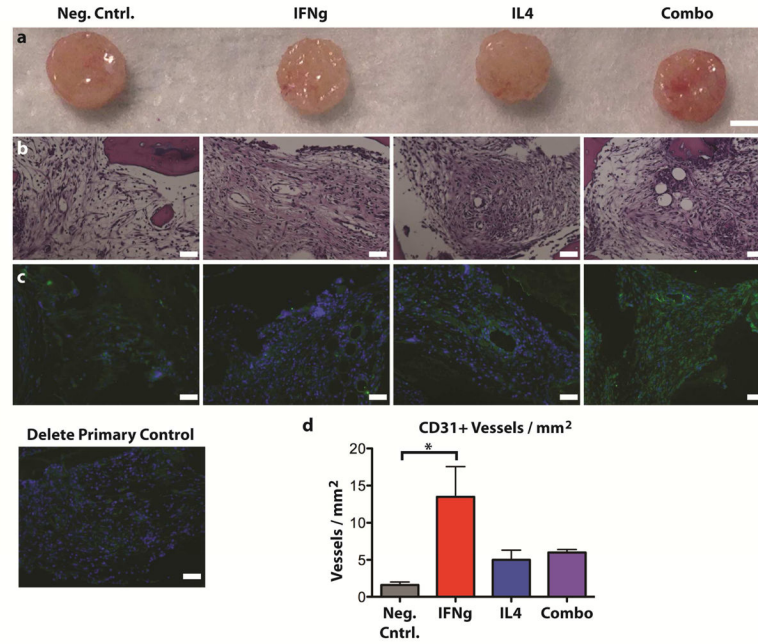 Neg. Cntrl. IFNg IL4 Combo
a
b
c
Delete Primary Control
d
CD31+ Vessels / mm2
Vessels / mm2
20
15
10
5
0
*
Neg. Cntrl. IFNg IL4 Combo